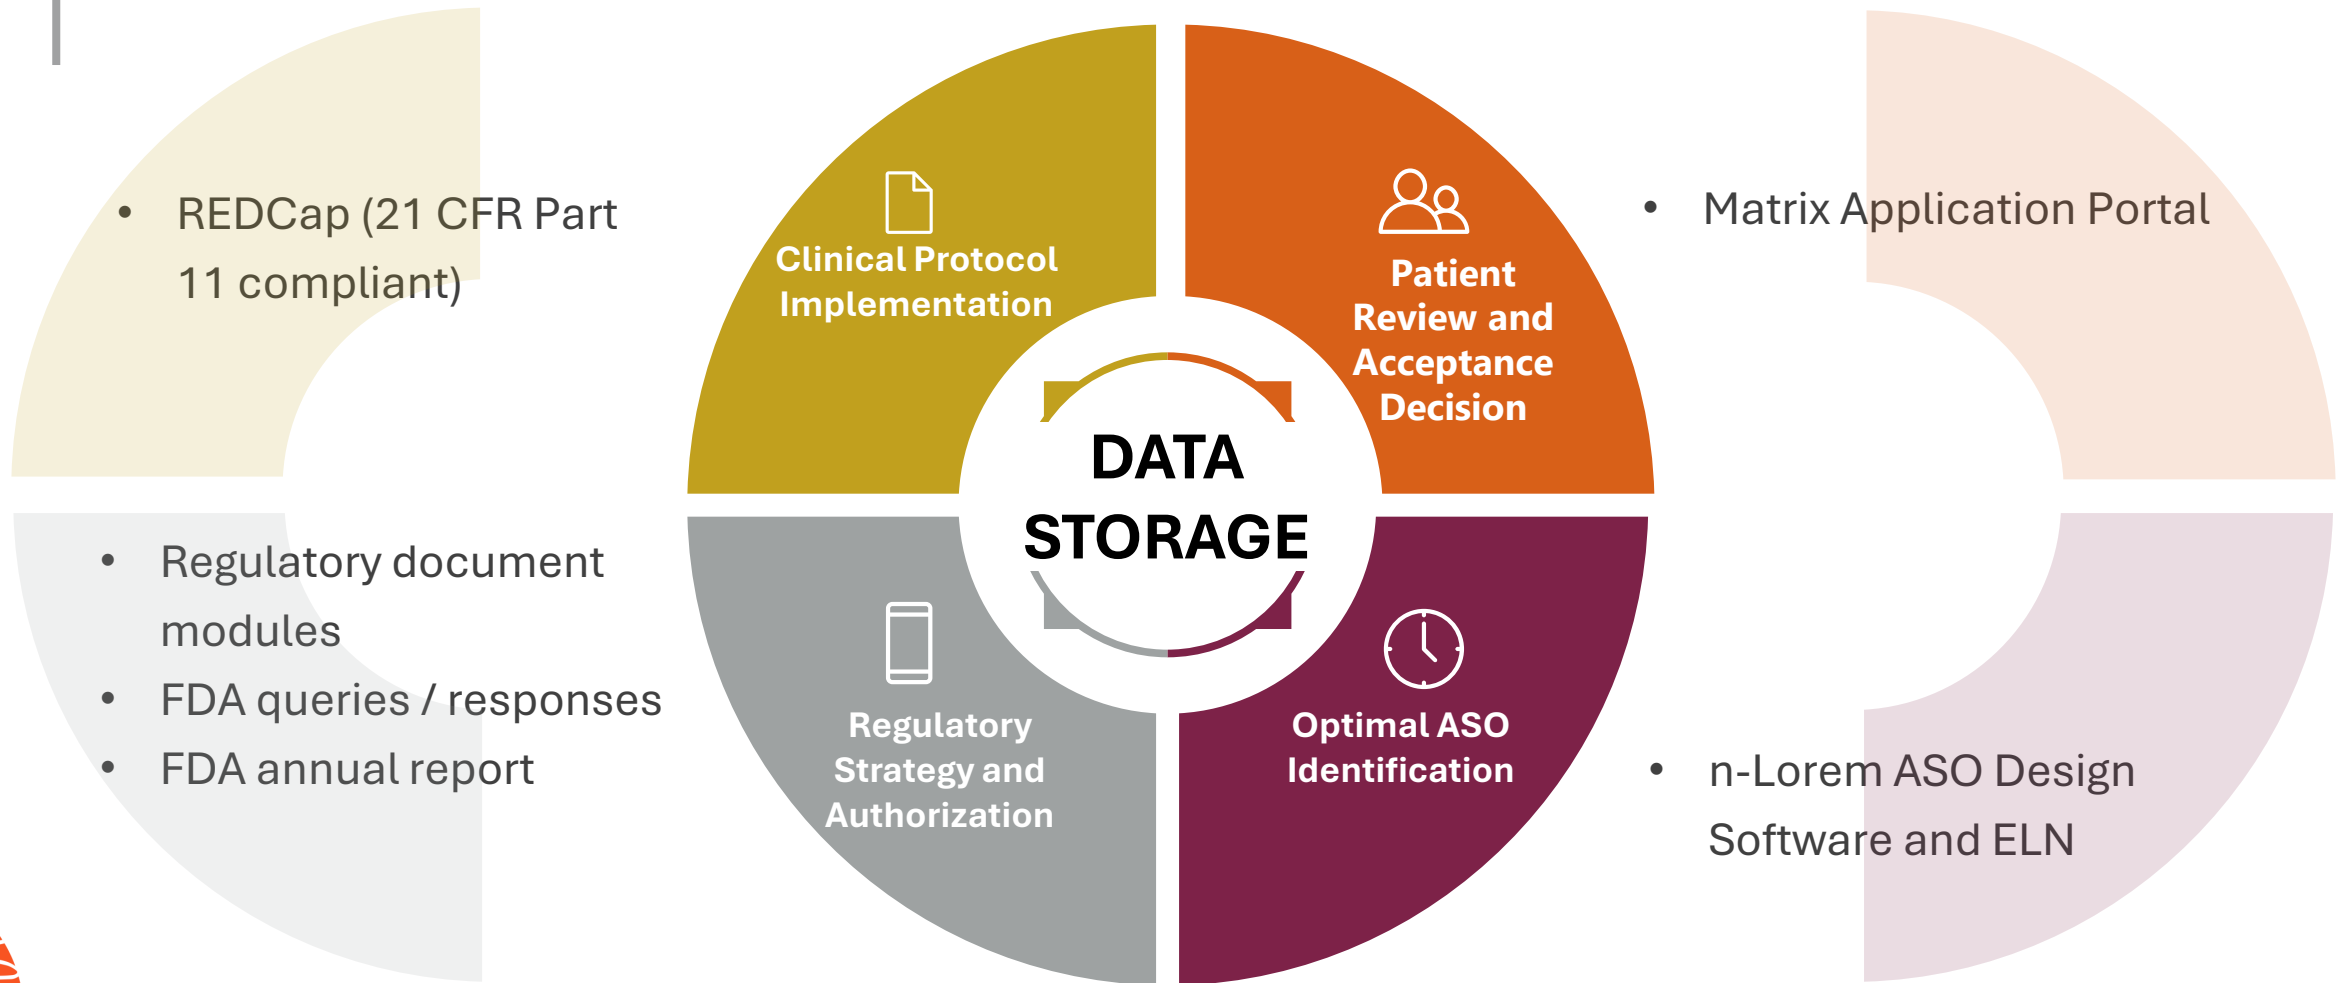 • REDCap (21 CFR Part
11 compliant)
Clinical Protocol
Implementation
Patient
Review and
Acceptance
Decision
• Matrix Application Portal
DATA
STORAGE
• Regulatory document
modules
• FDA queries / responses
• FDA annual report
Regulatory
Strategy and
Authorization
Optimal ASO
Identification
• n-Lorem ASO Design
Software and ELN